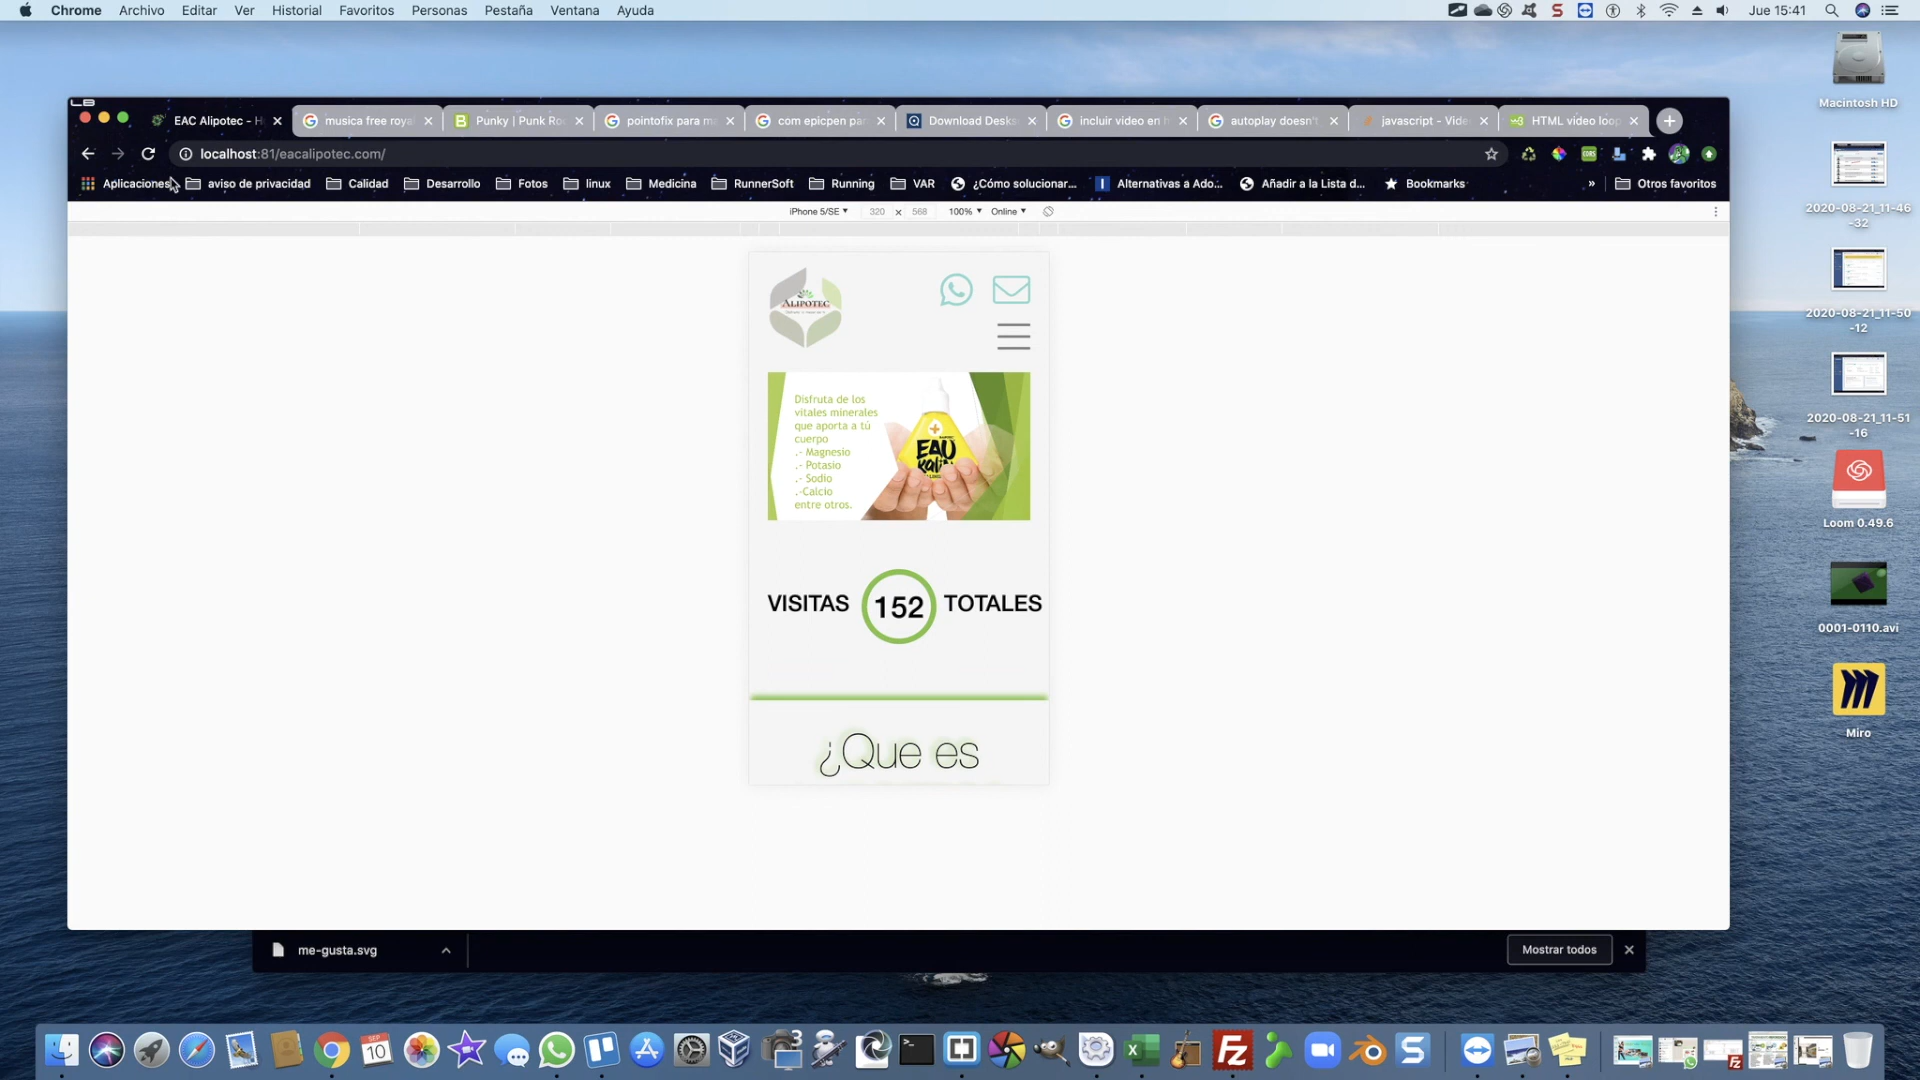 Chrome Archivo Editar Ver Historial Favoritos Personas Pestaña Ventana Ayuda
Jue 15:41
Macintosh HD
EAC Alipotec - H
musica free roya
Punky | Punk Ro
pointofix para m
com epicpen par
Download Desks
incluir video en h
autoplay doesn't
javascript - Vide
HTML video loop
localhost:81/eacalipotec.com/
Aplicaciones aviso de privacidad Calidad Desarrollo Fotos linux Medicina RunnerSoft Running VAR ¿Cómo solucionar... Alternativas a Ado... Añadir a la Lista d... Bookmarks » Otros favoritos
iPhone 5/SE 320 x 568 100% Online
2020-08-21_11-46
-32
2020-08-21_11-50
-12
2020-08-21_11-51
-16
Loom 0.49.6
0001-0110.avi
Miro
ALIPOTEC
Disfruta de los
vitales minerales
que aporta a tú
cuerpo
.- Magnesio
.- Potasio
.- Sodio
.-Calcio
entre otros.
EAU
Kalin
VISITAS 152 TOTALES
¿Que es
me-gusta.svg
Mostrar todos
SEP
10